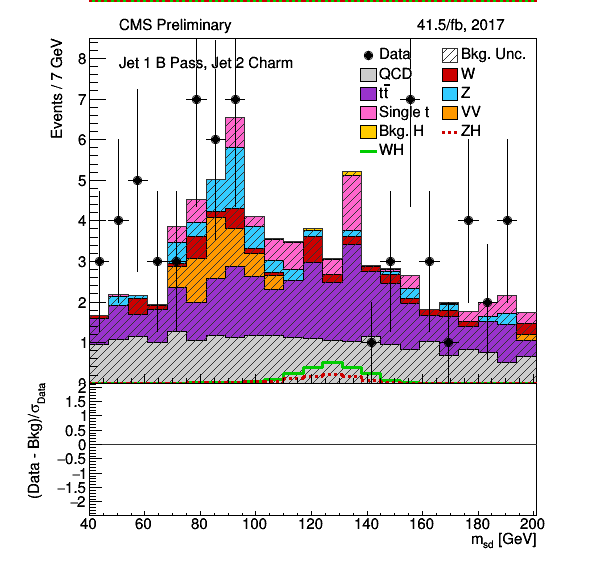 CMS Preliminary 41.5/fb, 2017
Jet 1 B Pass, Jet 2 Charm
Data
Bkg. Unc.
QCD
W
tt̅
Z
Single t
VV
Bkg. H
ZH
WH
Events / 7 GeV
8
7
6
5
4
3
2
1
0
(Data - Bkg)/σData
1.5
1
0.5
0
−0.5
−1
−1.5
−2
40 60 80 100 120 140 160 180 200
msd [GeV]